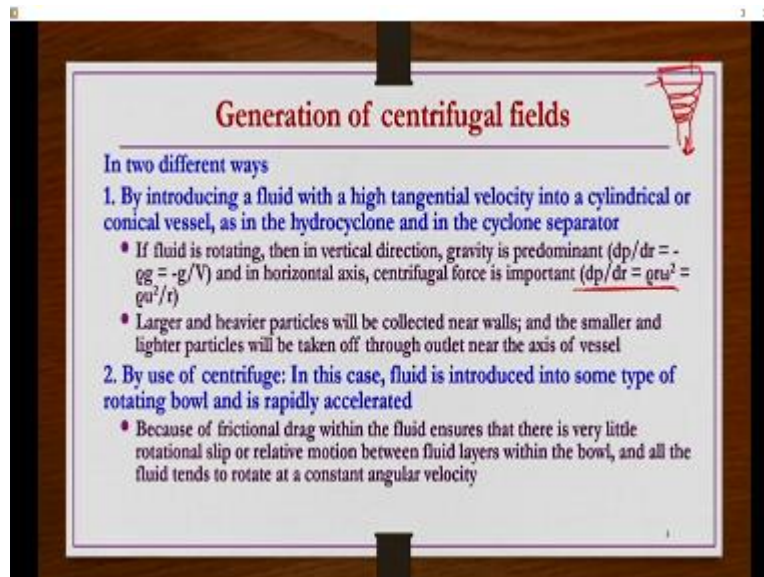 Generation of centrifugal fields
In two different ways
1. By introducing a fluid with a high tangential velocity into a cylindrical or
conical vessel, as in the hydrocyclone and in the cyclone separator
• If fluid is rotating, then in vertical direction, gravity is predominant (dp/dr = -
ϱg = -g/V) and in horizontal axis, centrifugal force is important (dp/dr = ϱrω² =
ϱu²/r)
• Larger and heavier particles will be collected near walls; and the smaller and
lighter particles will be taken off through outlet near the axis of vessel
2. By use of centrifuge: In this case, fluid is introduced into some type of
rotating bowl and is rapidly accelerated
• Because of frictional drag within the fluid ensures that there is very little
rotational slip or relative motion between fluid layers within the bowl, and all the
fluid tends to rotate at a constant angular velocity